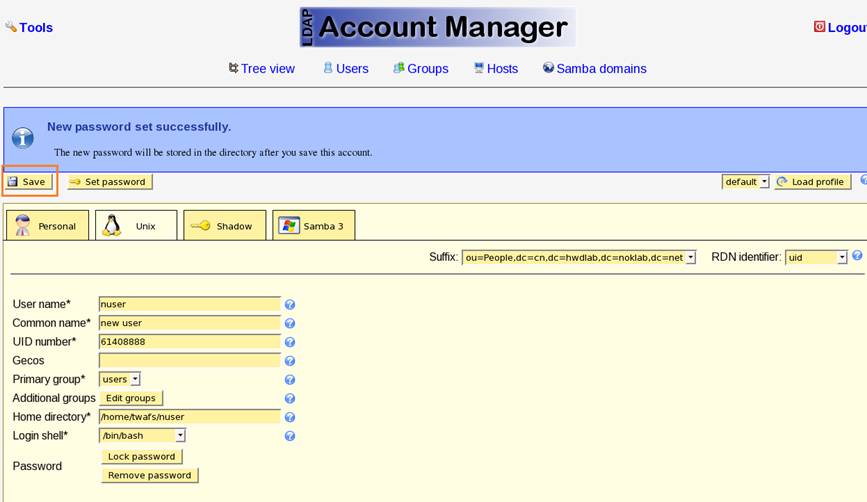 Tools
LDAP Account Manager
Logout
Tree view Users Groups Hosts Samba domains
New password set successfully.
The new password will be stored in the directory after you save this account.
Save Set password default Load profile
Personal Unix Shadow Samba 3
Suffix: ou=People,dc=cn,dc=hwdlab,dc=noklab,dc=net RDN identifier: uid
User name* nuser
Common name* new user
UID number* 61408888
Gecos
Primary group* users
Additional groups Edit groups
Home directory* /home/twafs/nuser
Login shell* /bin/bash
Password Lock password
Remove password